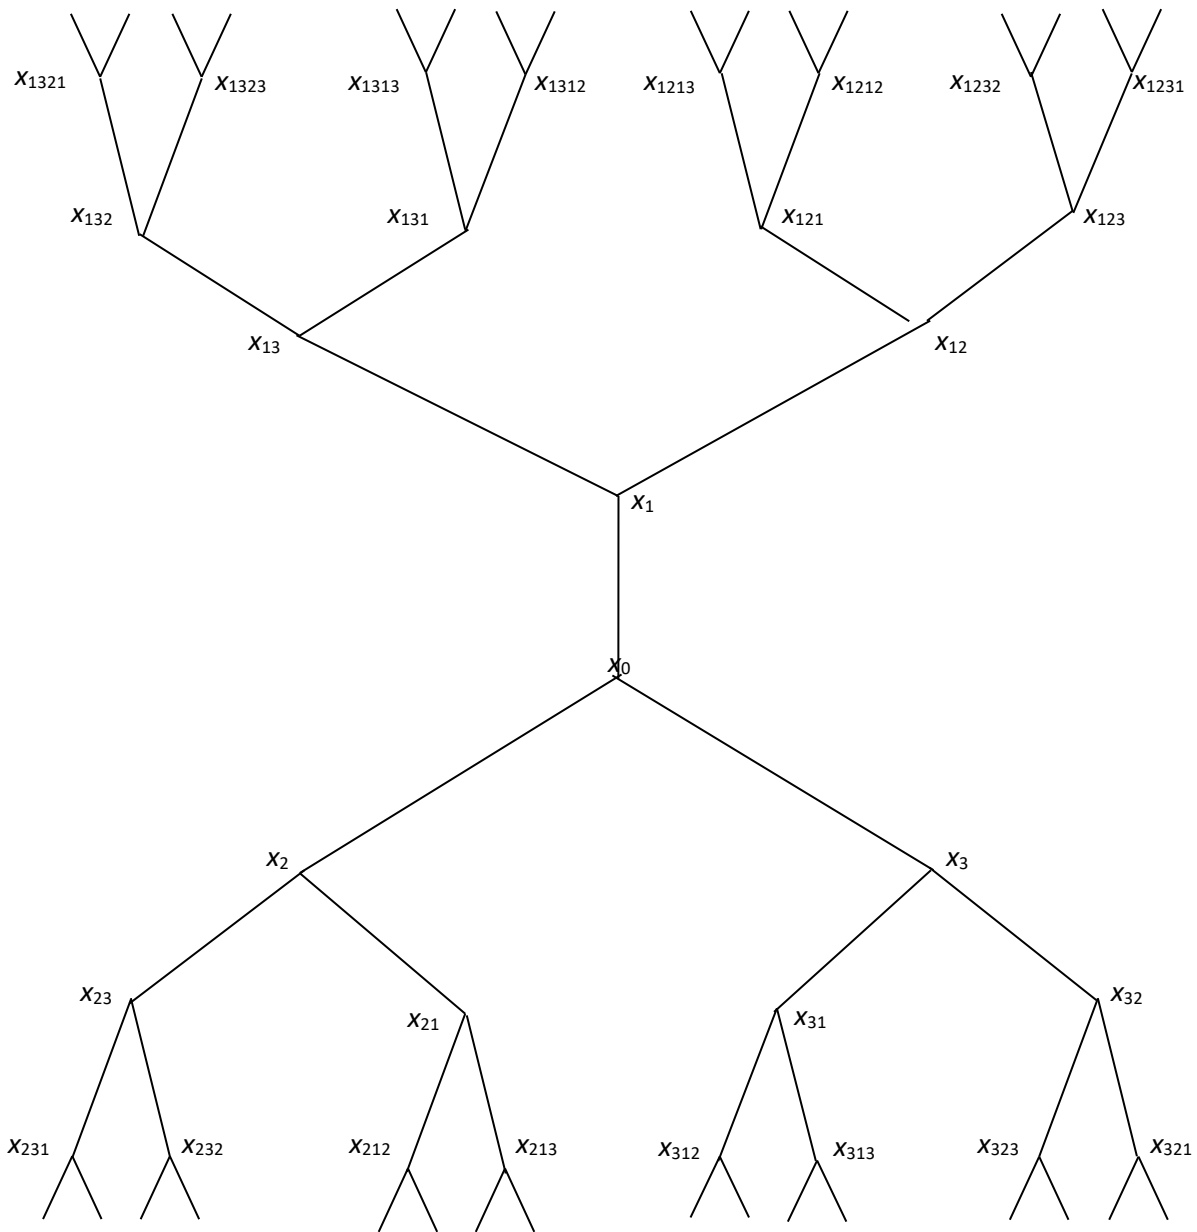 x₁₃₂₁ x₁₃₂₃ x₁₃₁₃ x₁₃₁₂ x₁₂₁₃ x₁₂₁₂ x₁₂₃₂ x₁₂₃₁
x₁₃₂ x₁₃₁ x₁₂₁ x₁₂₃
x₁₃ x₁₂
x₁
x₀
x₂ x₃
x₂₃ x₂₁ x₃₁ x₃₂
x₂₃₁ x₂₃₂ x₂₁₂ x₂₁₃ x₃₁₂ x₃₁₃ x₃₂₃ x₃₂₁